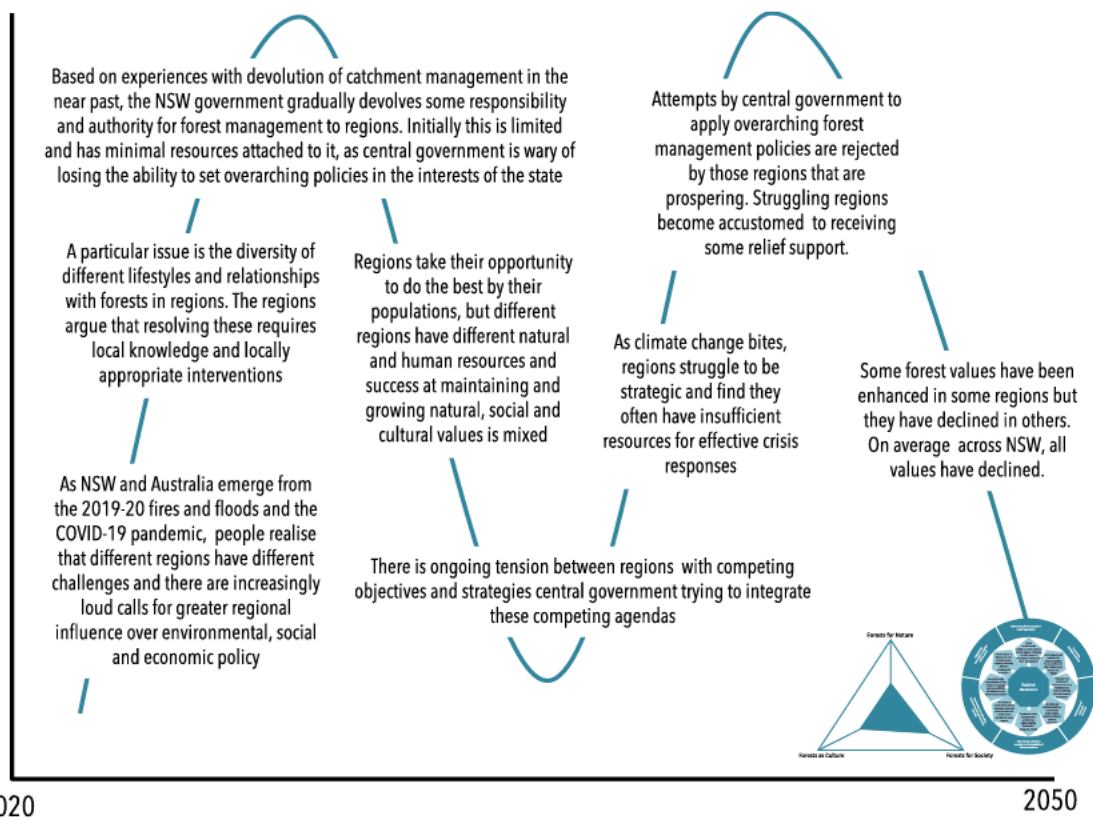 As NSW and Australia emerge from
the 2019-20 fires and floods and the
COVID-19 pandemic, people realise
that different regions have different
challenges and there are increasingly
loud calls for greater regional
influence over environmental, social
and economic policy
A particular issue is the diversity of
different lifestyles and relationships
with forests in regions. The regions
argue that resolving these requires
local knowledge and locally
appropriate interventions
Based on experiences with devolution of catchment management in the
near past, the NSW government gradually devolves some responsibility
and authority for forest management to regions. Initially this is limited
and has minimal resources attached to it, as central government is wary of
losing the ability to set overarching policies in the interests of the state
Regions take their opportunity
to do the best by their
populations, but different
regions have different natural
and human resources and
success at maintaining and
growing natural, social and
cultural values is mixed
There is ongoing tension between regions with competing
objectives and strategies central government trying to integrate
these competing agendas
As climate change bites,
regions struggle to be
strategic and find they
often have insufficient
resources for effective crisis
responses
Attempts by central government to
apply overarching forest
management policies are rejected
by those regions that are
prospering. Struggling regions
become accustomed to receiving
some relief support.
Some forest values have been
enhanced in some regions but
they have declined in others.
On average across NSW, all
values have declined.
Forests for Nature
Forests as Culture
Forests for Society
020
2050